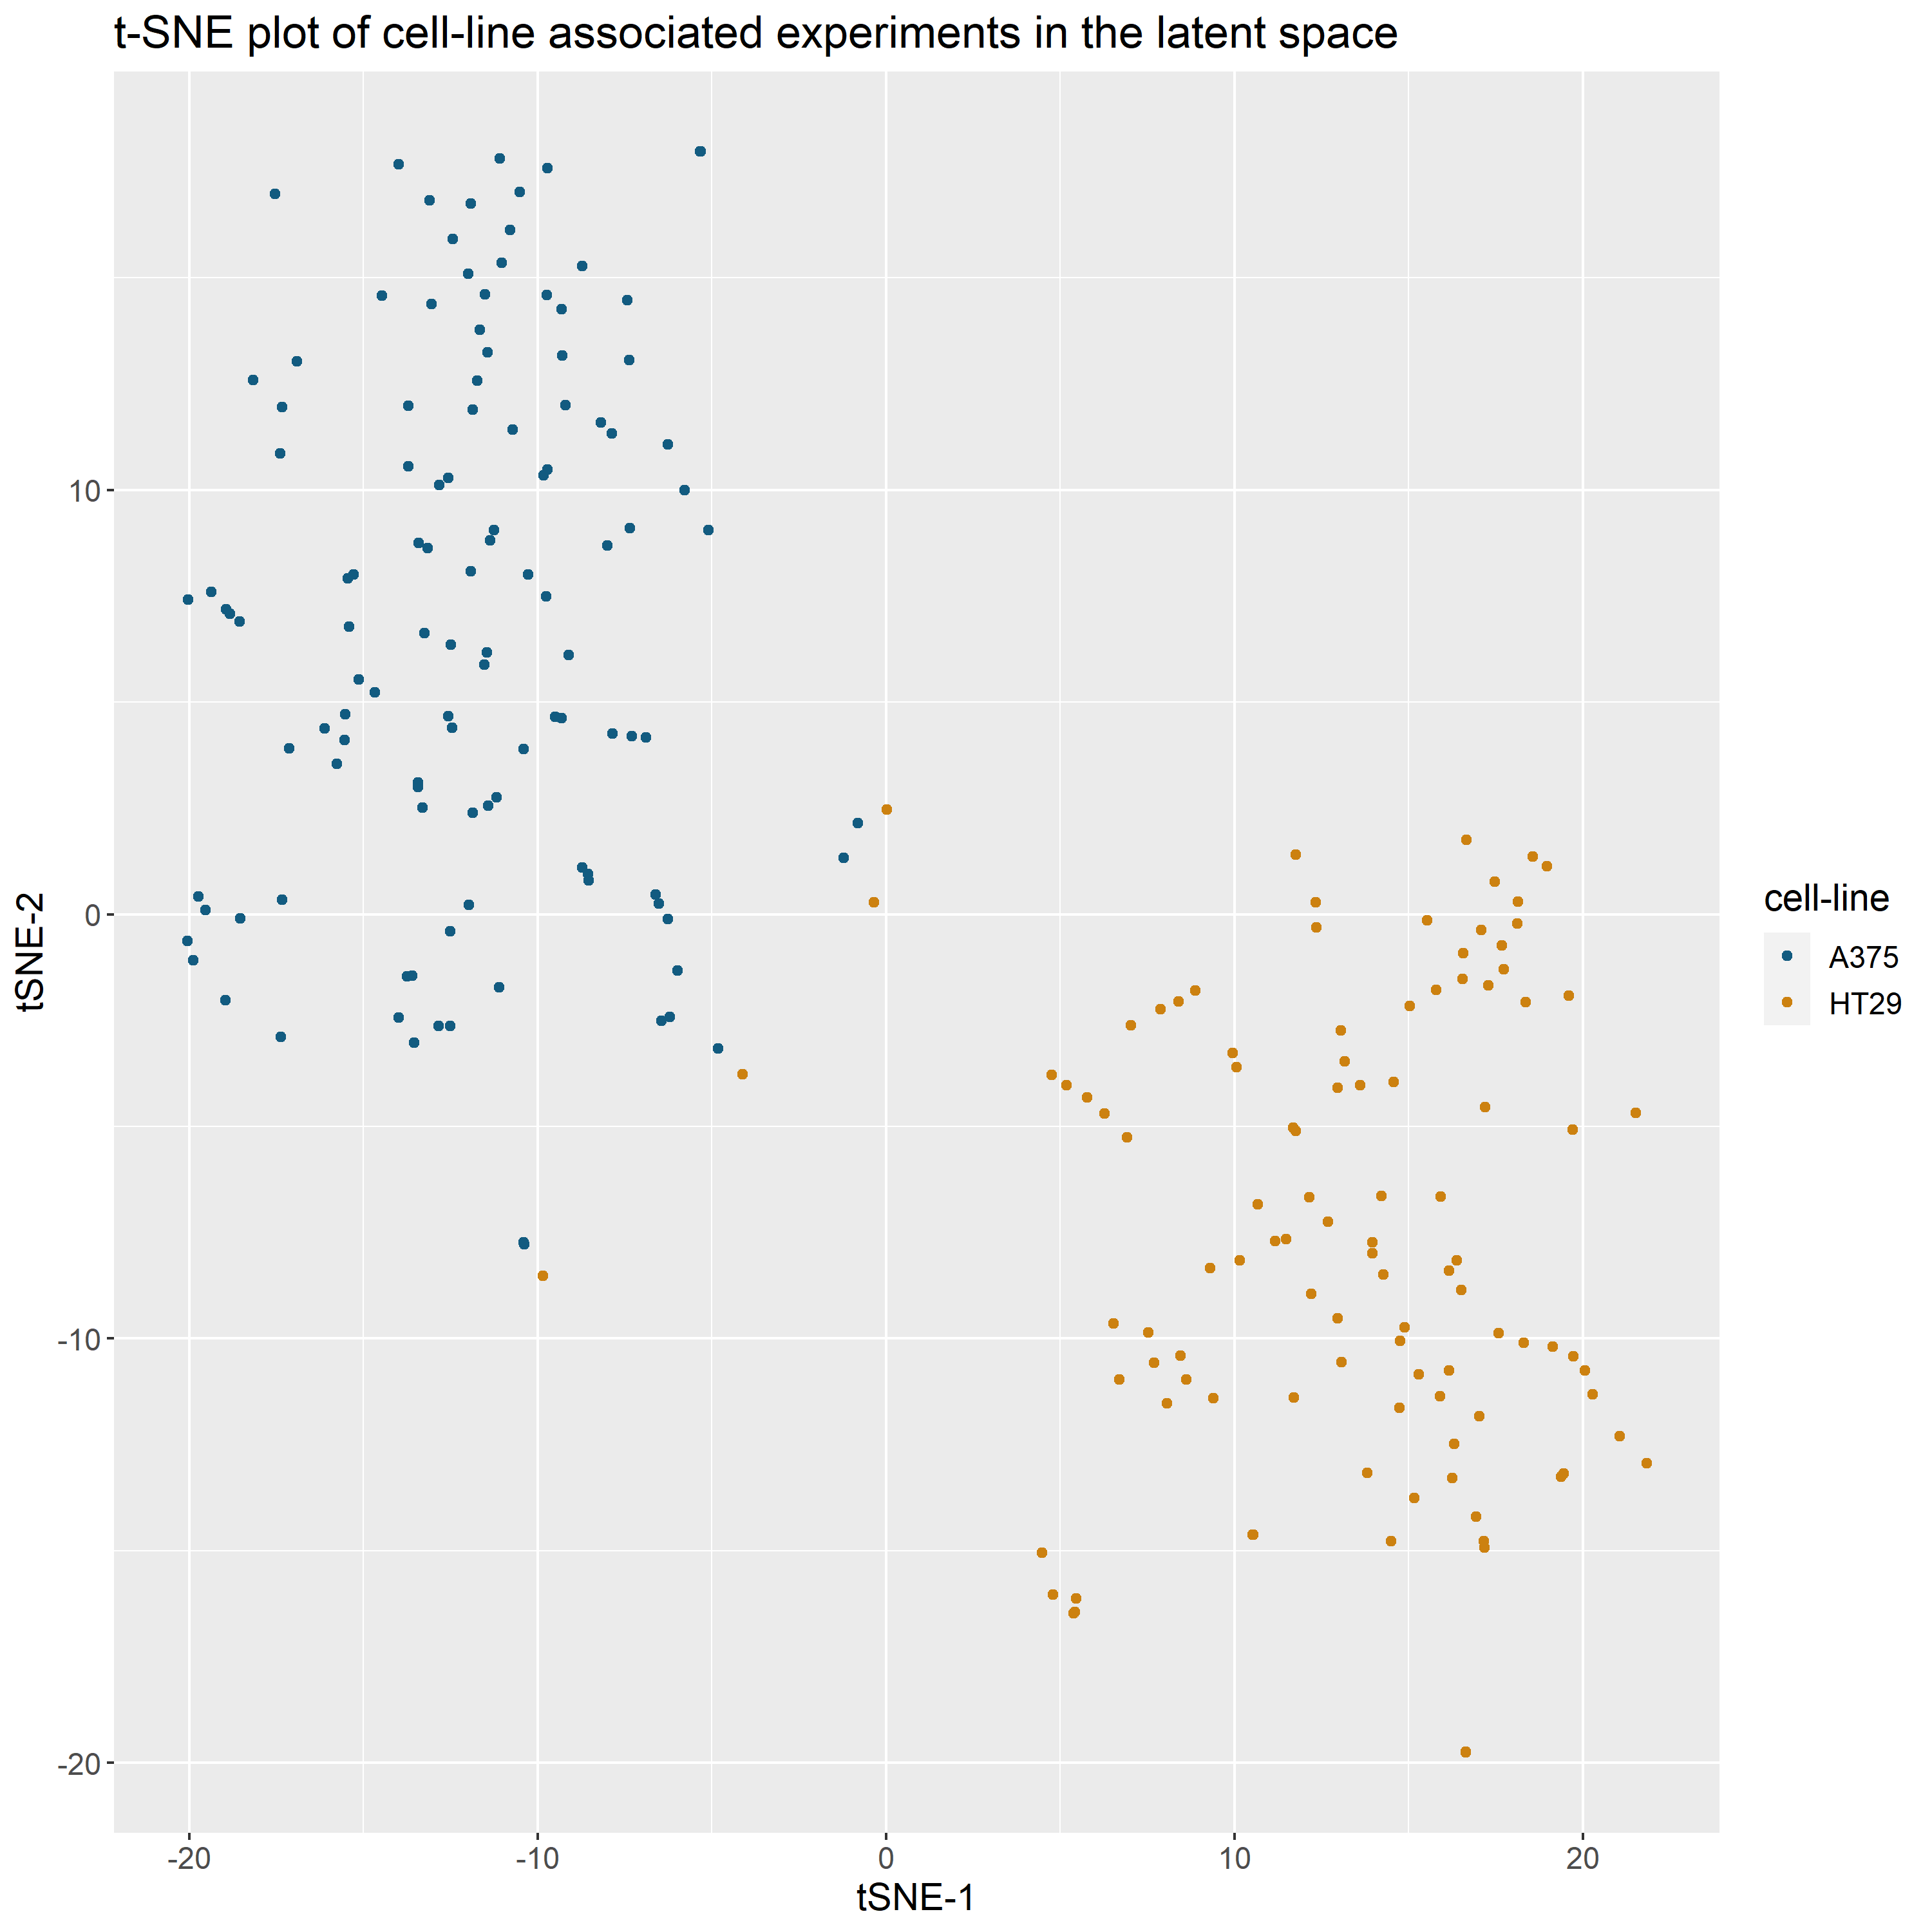 t-SNE plot of cell-line associated experiments in the latent space
10
0
-10
-20
tSNE-2
-20 -10 0 10 20
tSNE-1
cell-line
A375
HT29